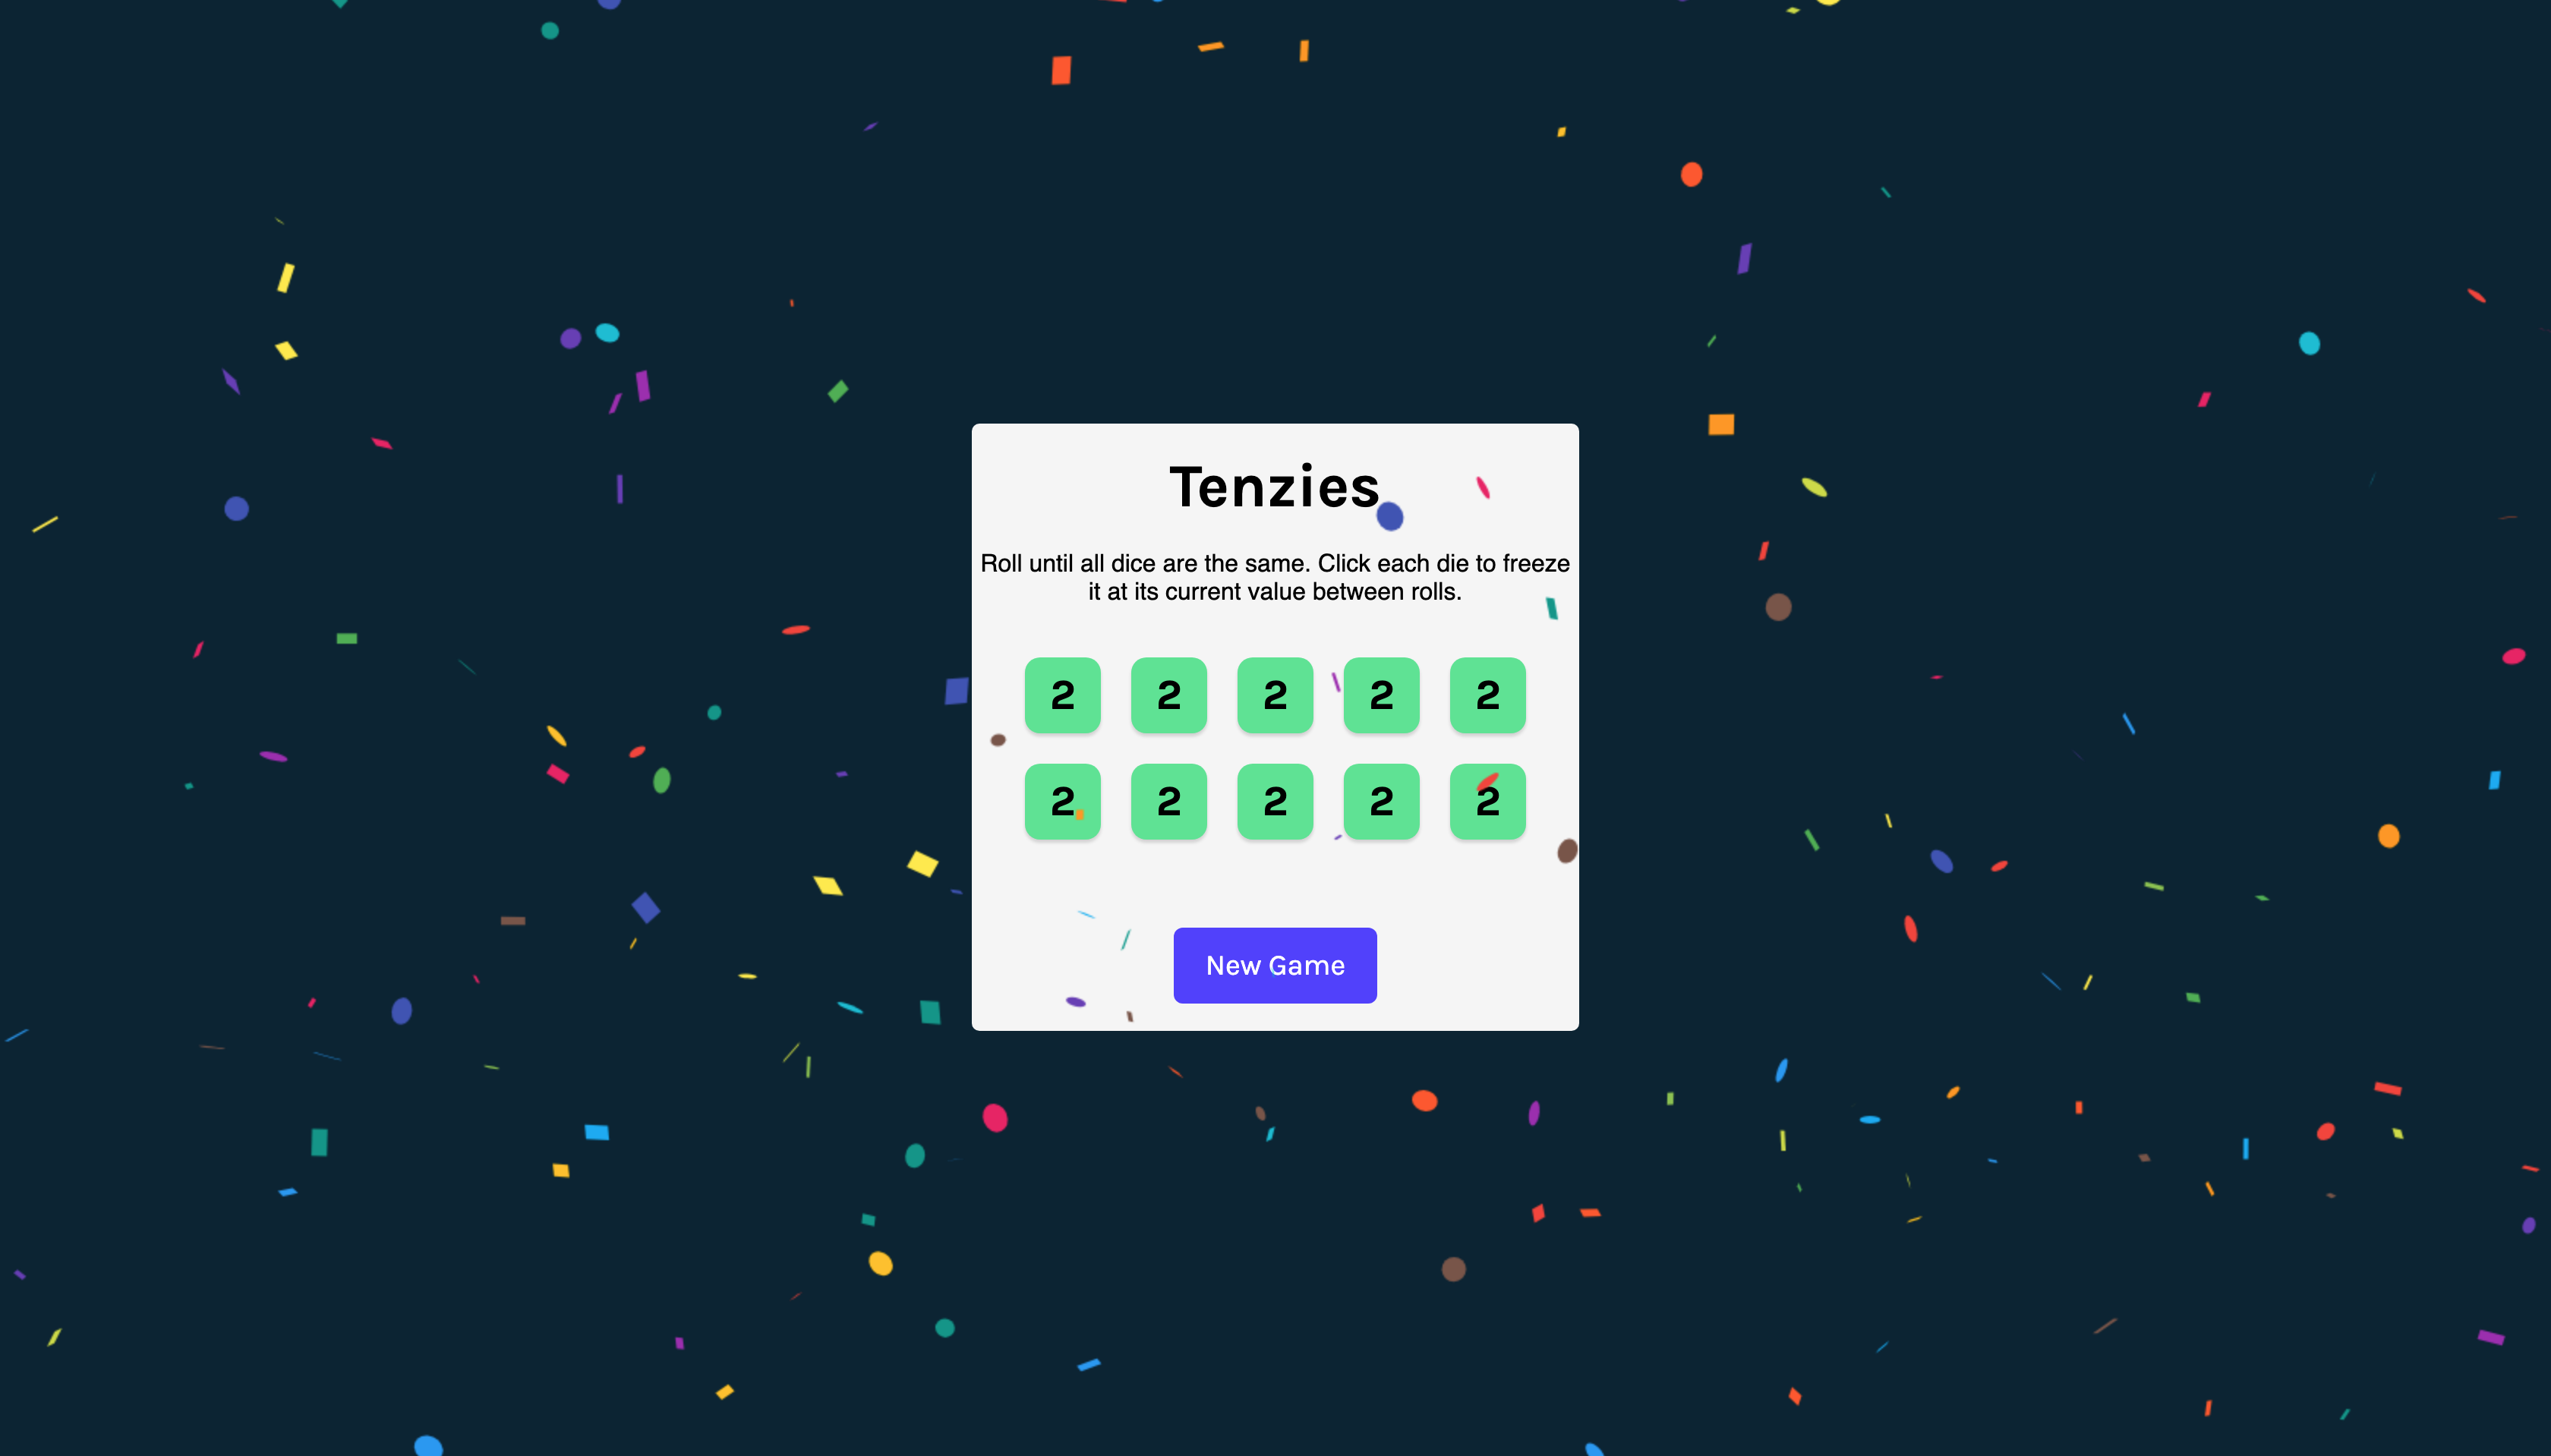 Tenzies
Roll until all dice are the same. Click each die to freeze
it at its current value between rolls.
2 2 2 2 2
2 2 2 2 2
New Game